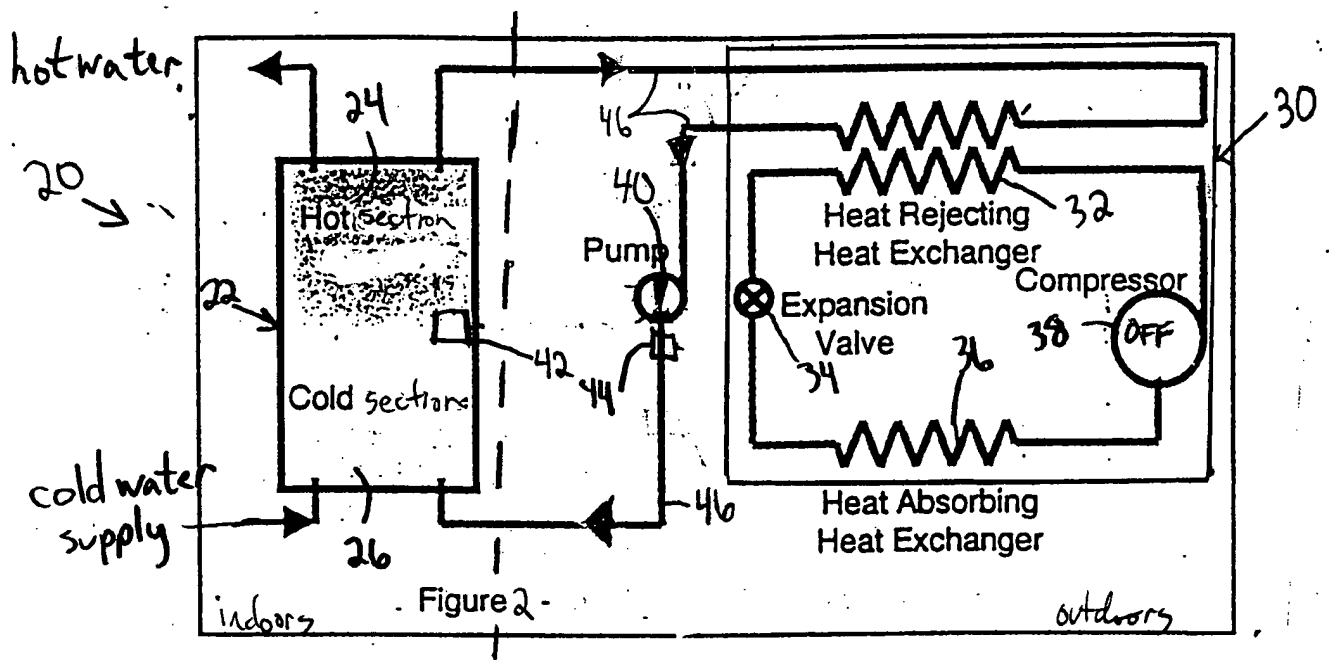 hot water
24
46
30
20
40
32
Hot section
Heat Rejecting
Heat Exchanger
Pump
Compressor
22
Expansion
Valve
38
OFF
42
44
34
36
Cold section
cold water
supply
26
46
Heat Absorbing
Heat Exchanger
Figure 2
indoors
outdoors